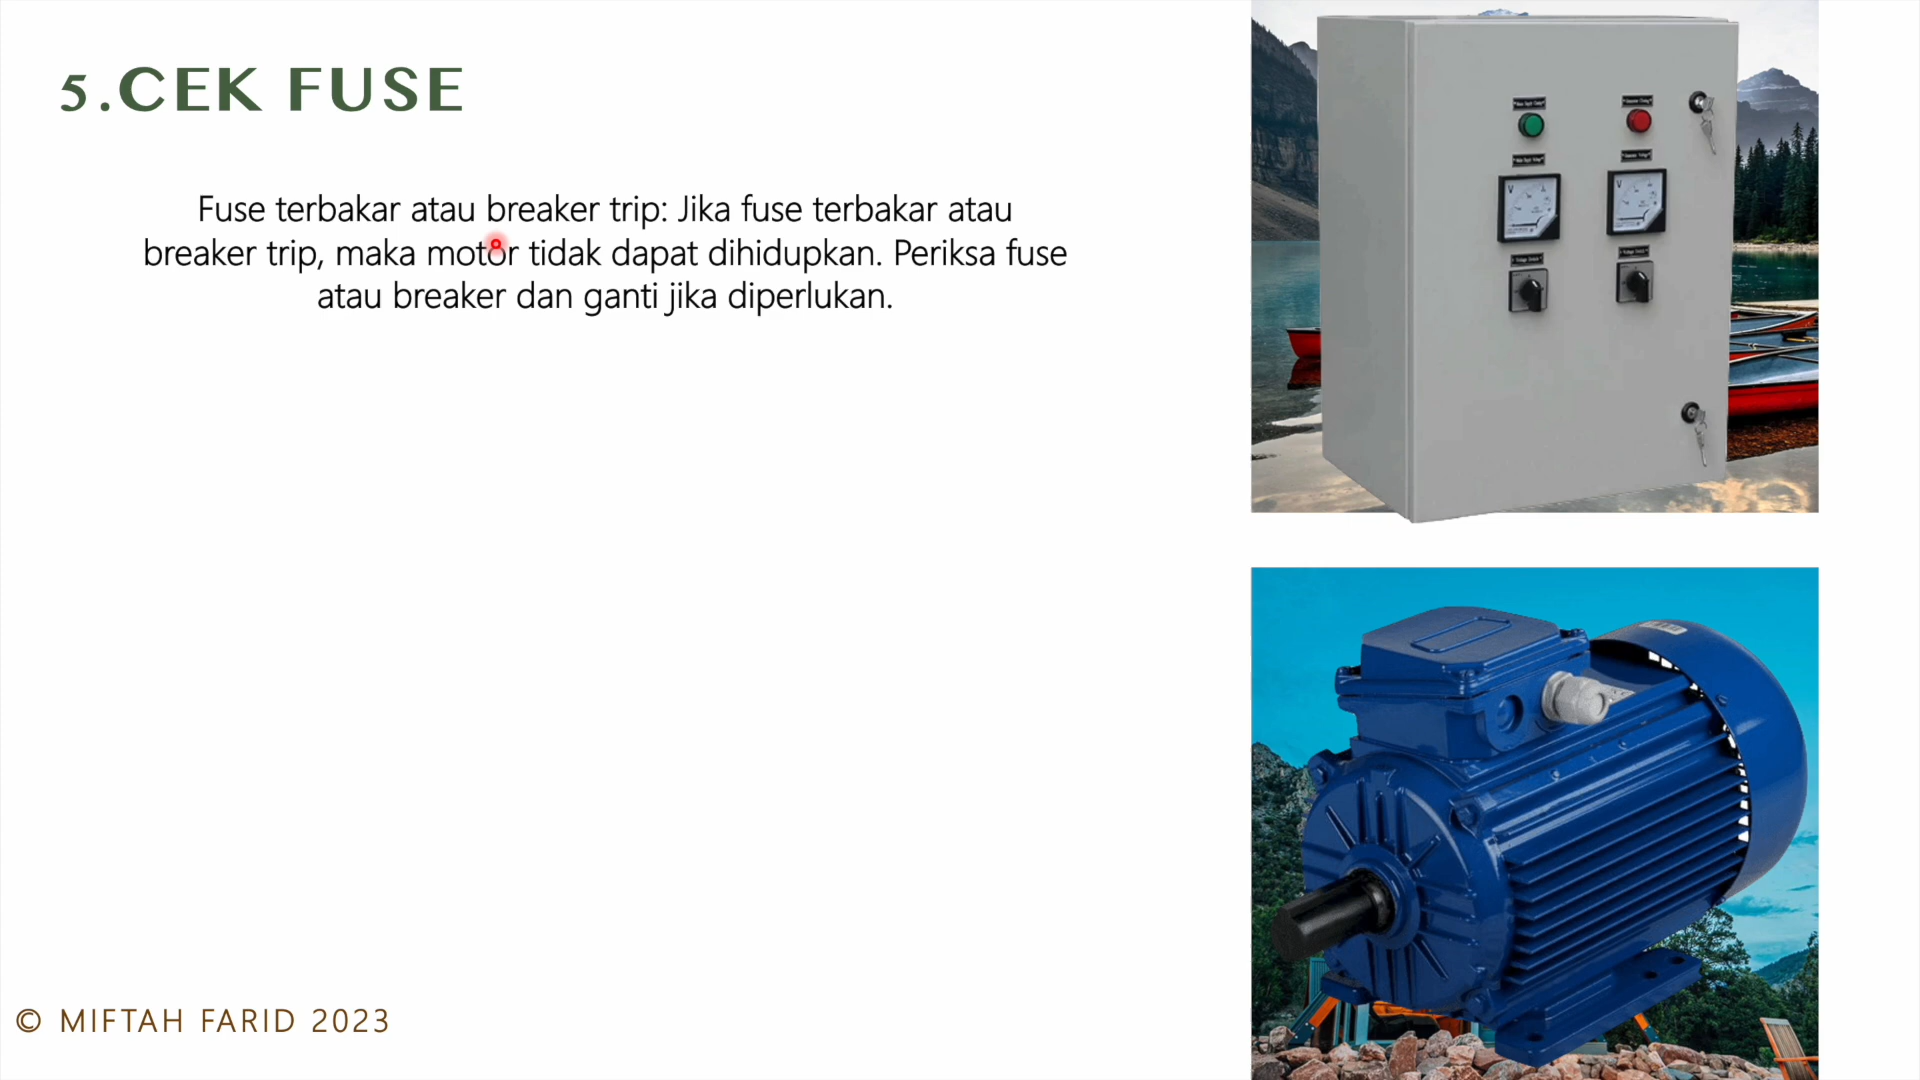 5.CEK FUSE
Fuse terbakar atau breaker trip: Jika fuse terbakar atau
breaker trip, maka motor tidak dapat dihidupkan. Periksa fuse
atau breaker dan ganti jika diperlukan.
V
V
© MIFTAH FARID 2023